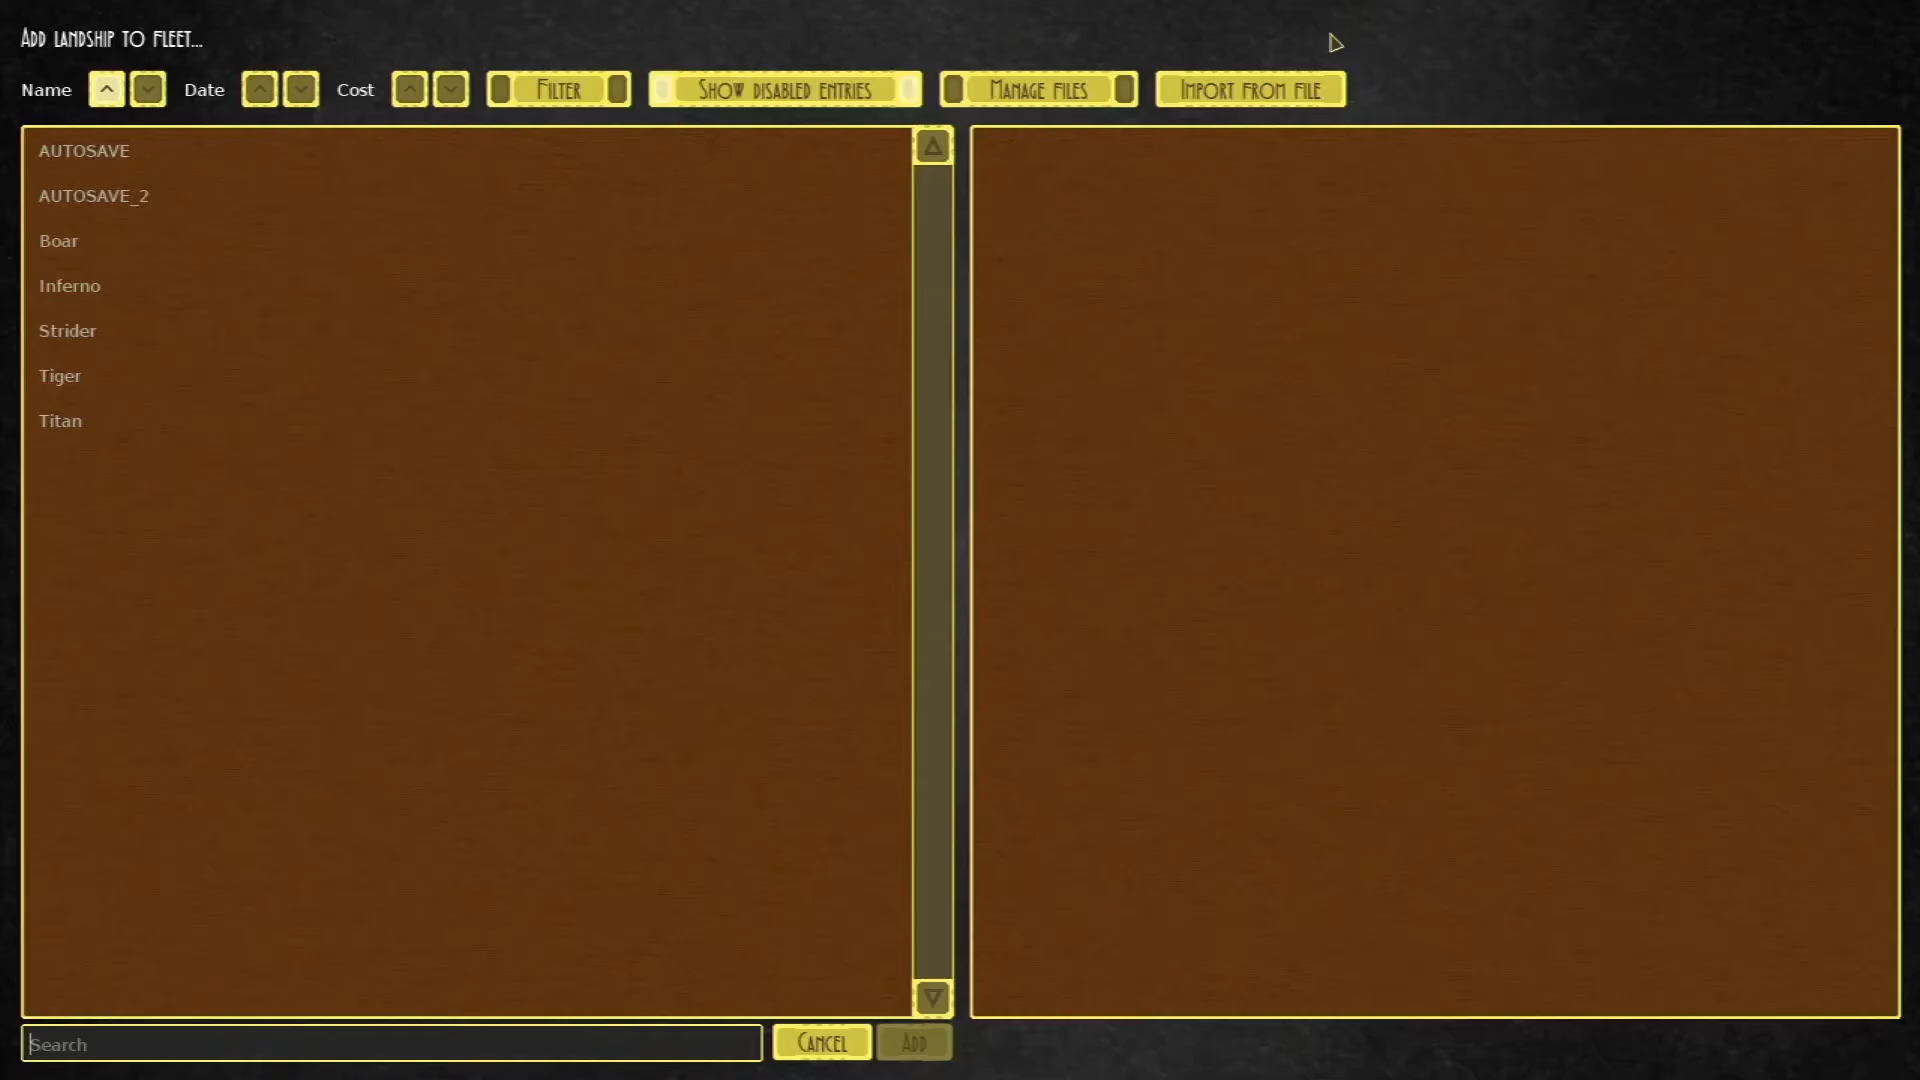 ADD LANDSHIP TO FLEET...
Name Date Cost FILTER SHOW DISABLED ENTRIES MANAGE FILES IMPORT FROM FILE
AUTOSAVE
AUTOSAVE_2
Boar
Inferno
Strider
Tiger
Titan
Search CANCEL ADD